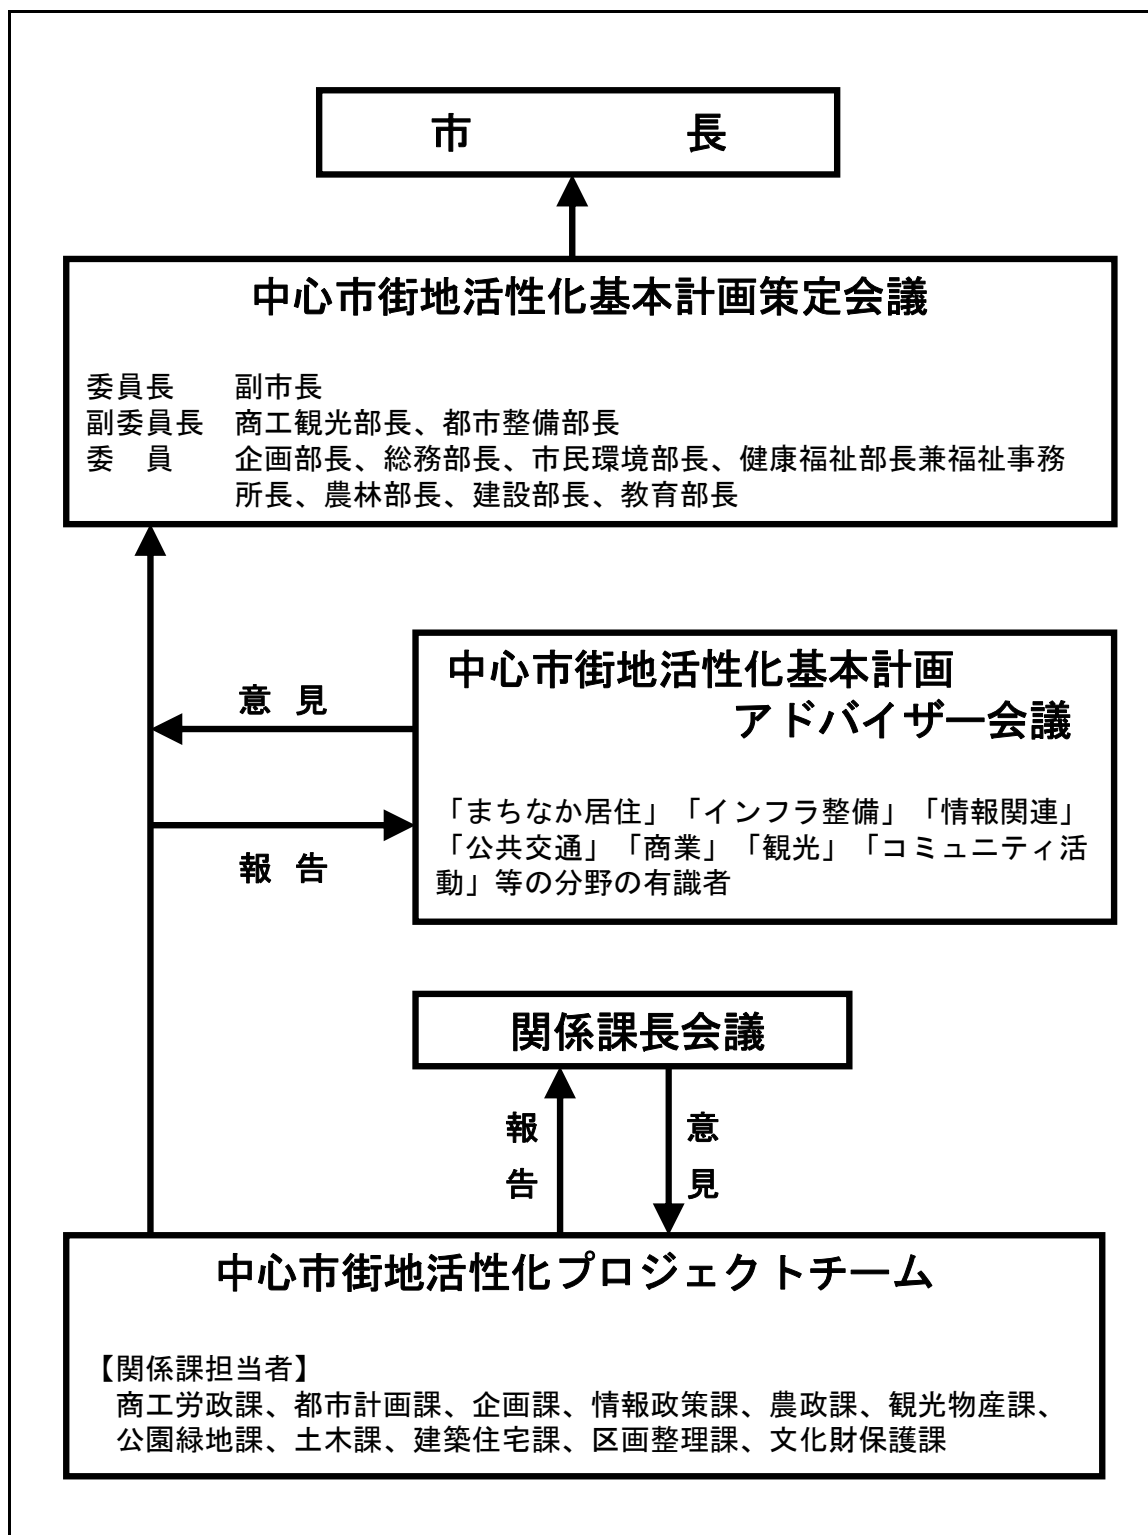 市　　　長
中心市街地活性化基本計画策定会議
委員長　　副市長
副委員長　商工観光部長、都市整備部長
委　員　　企画部長、総務部長、市民環境部長、健康福祉部長兼福祉事務
所長、農林部長、建設部長、教育部長
中心市街地活性化基本計画
アドバイザー会議
「まちなか居住」「インフラ整備」「情報関連」
「公共交通」「商業」「観光」「コミュニティ活
動」等の分野の有識者
意 見
報 告
関係課長会議
報告
意見
中心市街地活性化プロジェクトチーム
【関係課担当者】
商工労政課、都市計画課、企画課、情報政策課、農政課、観光物産課、
公園緑地課、土木課、建築住宅課、区画整理課、文化財保護課